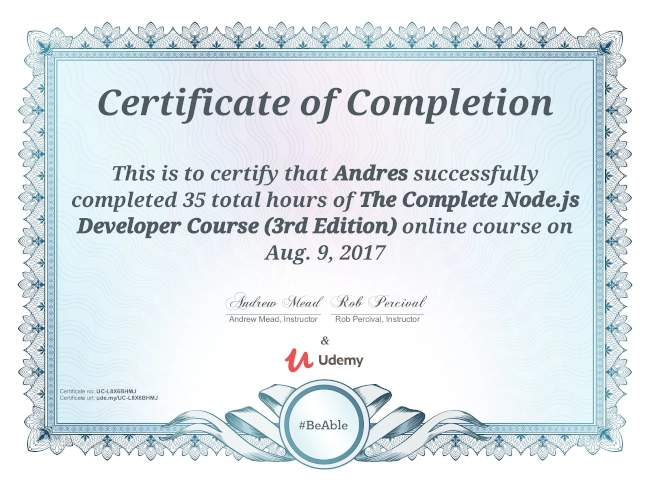 Certificate of Completion
This is to certify that Andres successfully
completed 35 total hours of The Complete Node.js
Developer Course (3rd Edition) online course on
Aug. 9, 2017
Andrew Mead Rob Percival
Andrew Mead, Instructor Rob Percival, Instructor
&
Udemy
Certificate no: UC-L8X6BHMJ
Certificate url: ude.my/UC-L8X6BHMJ
#BeAble